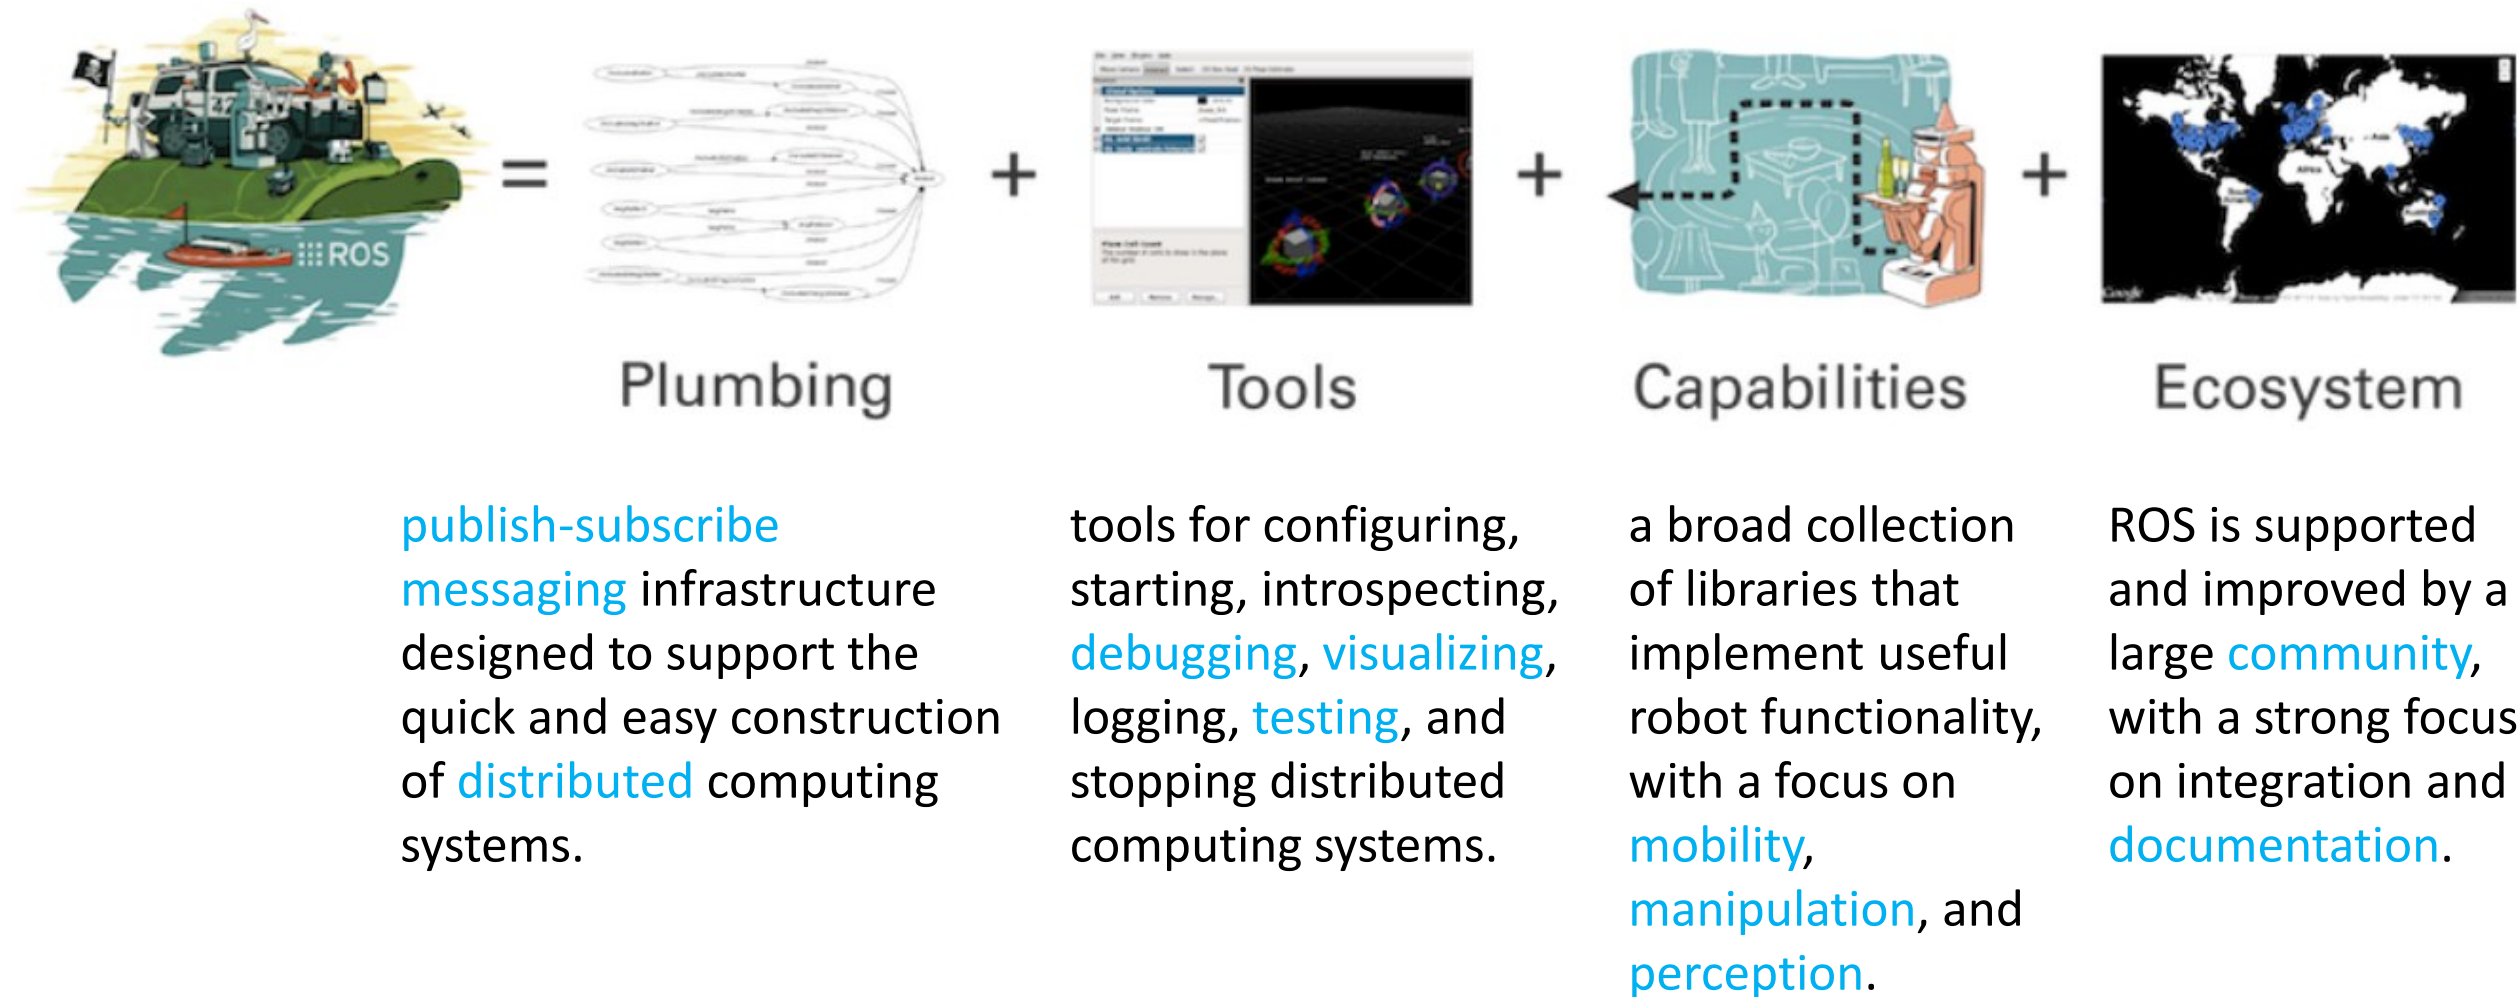 ROS
=
+
+
+
Plumbing
Tools
Capabilities
Ecosystem
publish-subscribe
messaging infrastructure
designed to support the
quick and easy construction
of distributed computing
systems.
tools for configuring,
starting, introspecting,
debugging, visualizing,
logging, testing, and
stopping distributed
computing systems.
a broad collection
of libraries that
implement useful
robot functionality,
with a focus on
mobility,
manipulation, and
perception.
ROS is supported
and improved by a
large community,
with a strong focus
on integration and
documentation.
Asia
Africa
Google